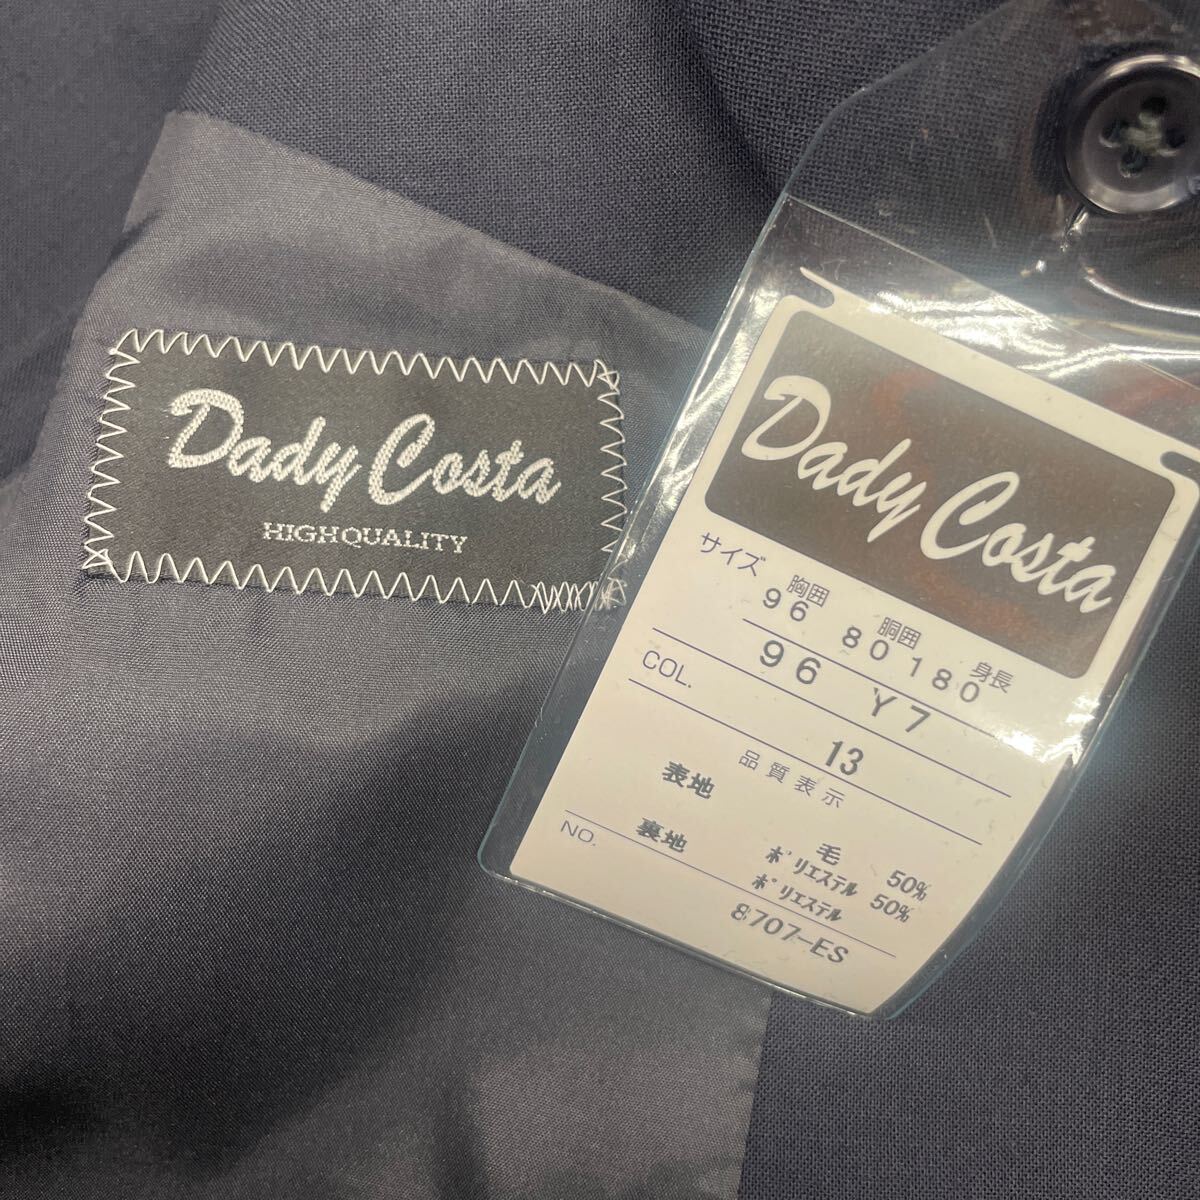 Dady Costa
HIGHQUALITY
Dady Costa
サイズ 胸囲 胴囲 身長
96 80 180
96 Y7
COL. 13
品質表示
表地 毛 50%
ポリエステル 50%
裏地 ポリエステル
NO. 8707-ES